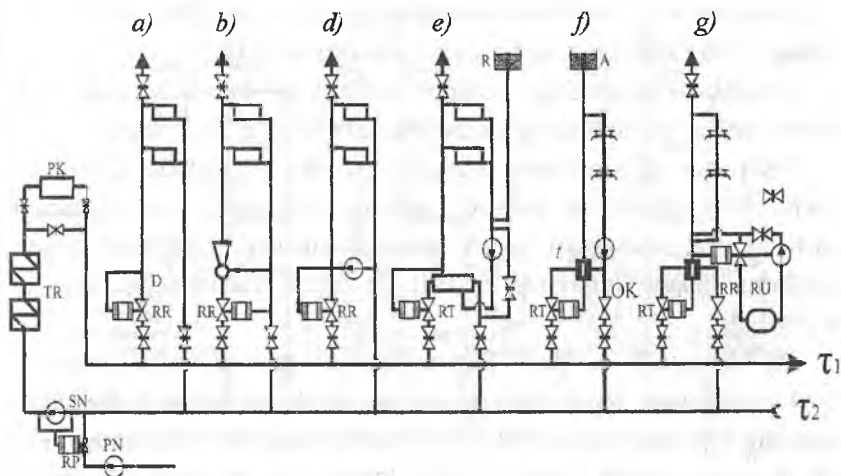 a) b) d) e) f) g)
R A
PK
t
TR D OK RR RU
RR RR RR RT RT RT
τ1
SN τ2
RP PN